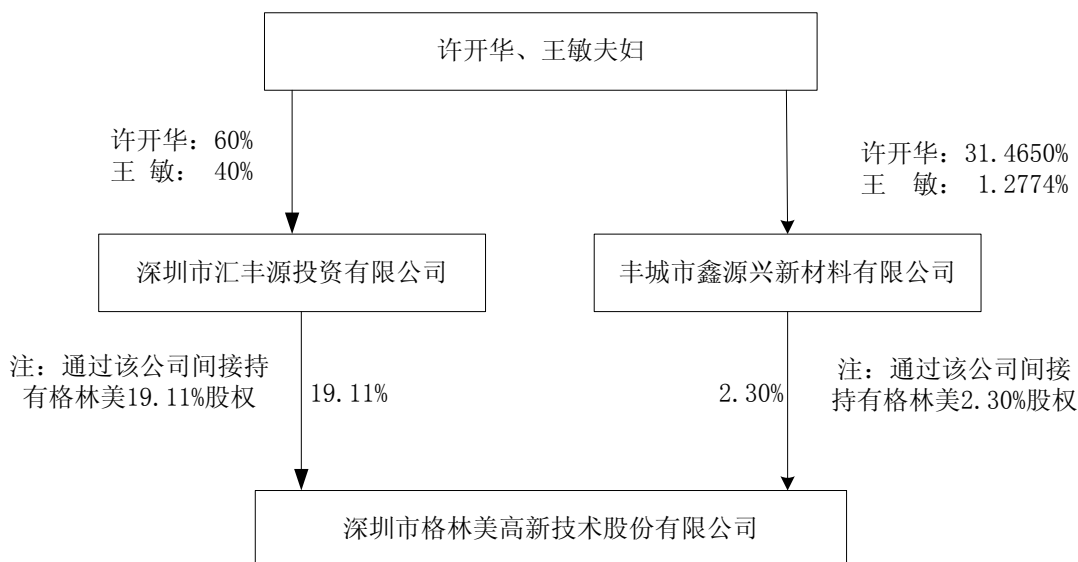 许开华、王敏夫妇
许开华：60%
王 敏： 40%
许开华：31.4650%
王　敏： 1.2774%
深圳市汇丰源投资有限公司
丰城市鑫源兴新材料有限公司
注：通过该公司间接持
有格林美19.11%股权
19.11%
2.30%
注：通过该公司间接
持有格林美2.30%股权
深圳市格林美高新技术股份有限公司